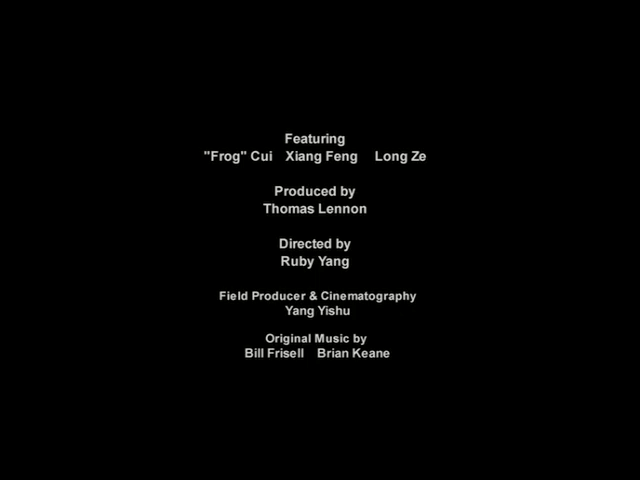 Featuring
"Frog" Cui Xiang Feng Long Ze
Produced by
Thomas Lennon
Directed by
Ruby Yang
Field Producer & Cinematography
Yang Yishu
Original Music by
Bill Frisell Brian Keane